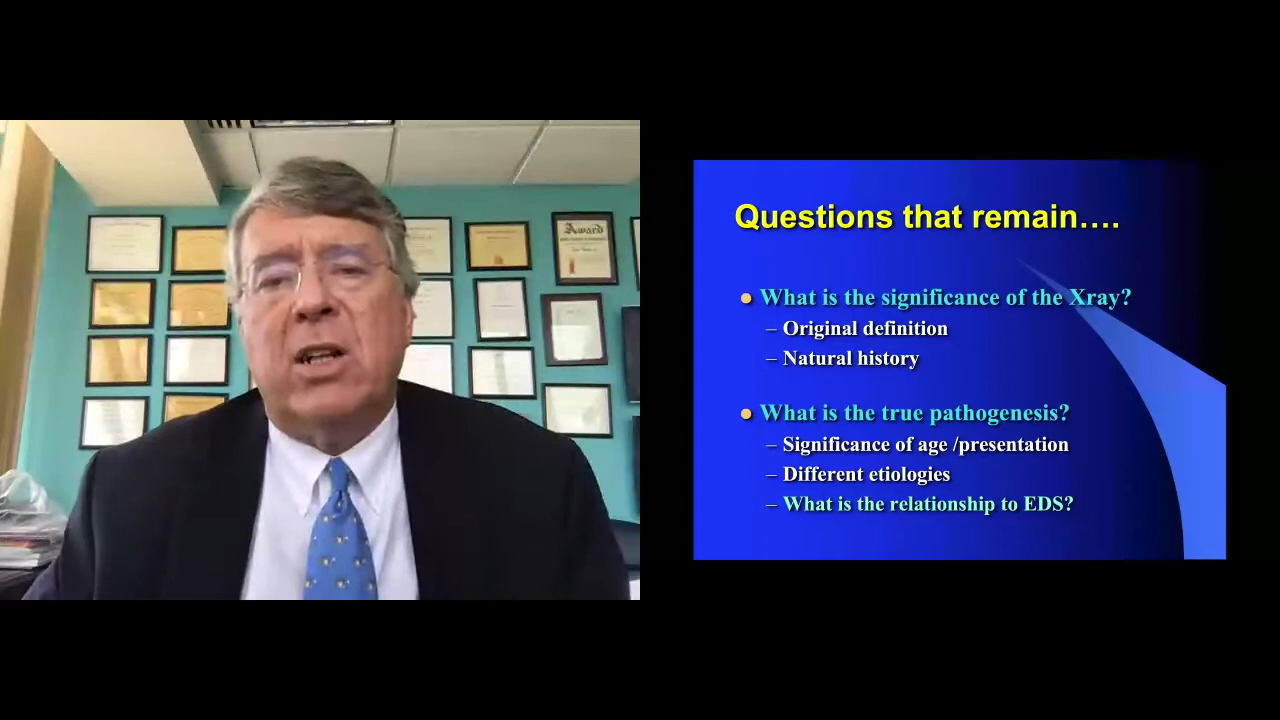 Award
Questions that remain….
What is the significance of the Xray?
– Original definition
– Natural history
What is the true pathogenesis?
– Significance of age /presentation
– Different etiologies
– What is the relationship to EDS?